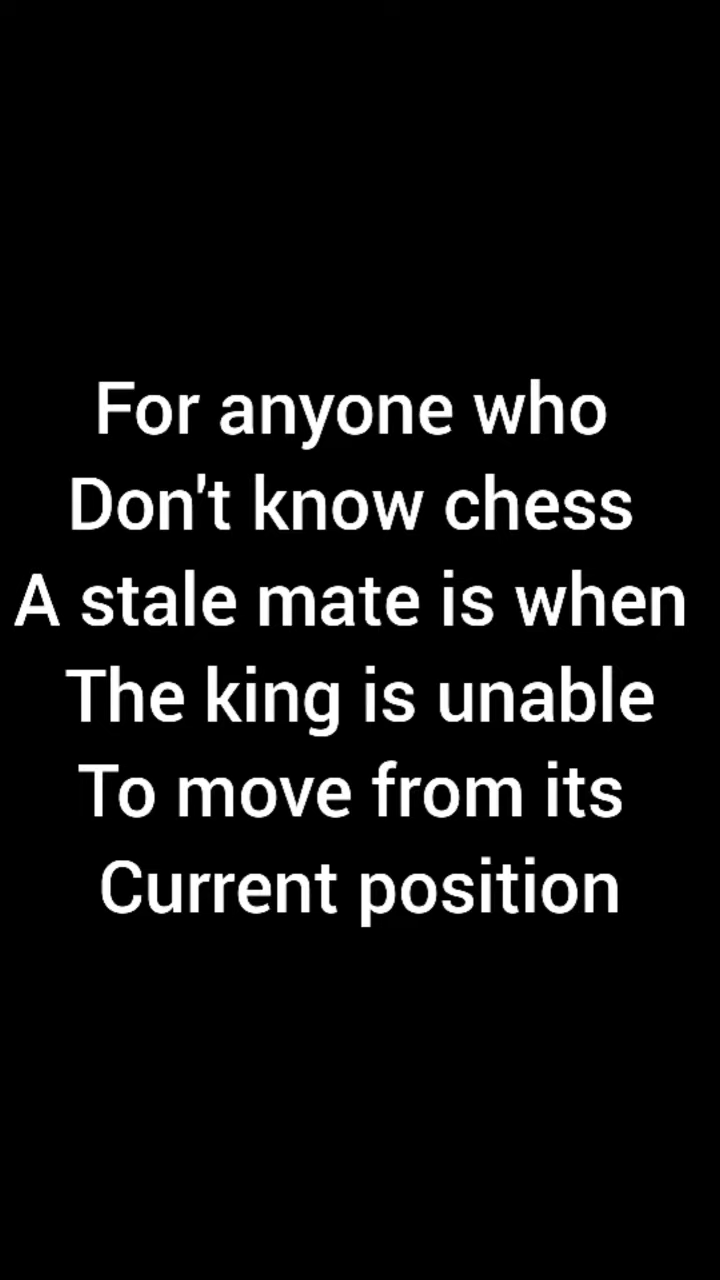 For anyone who
Don't know chess
A stale mate is when
The king is unable
To move from its
Current position